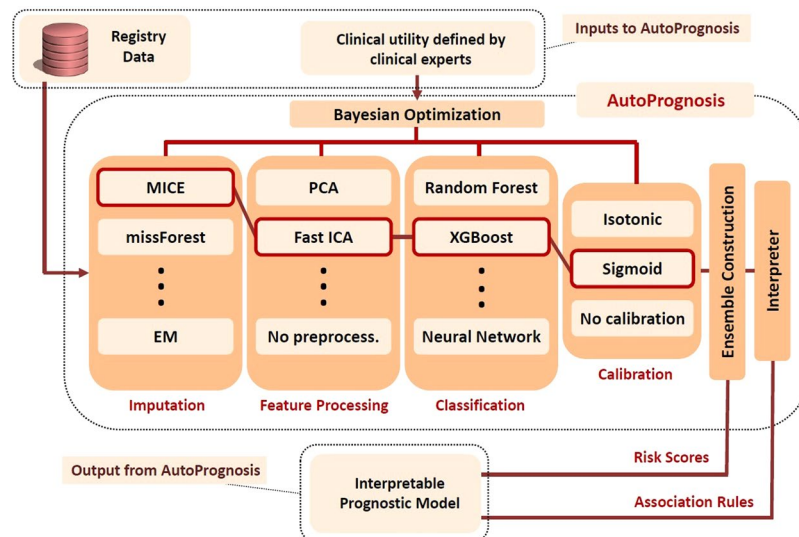 Registry
Data
Clinical utility defined by
clinical experts
Inputs to AutoPrognosis
AutoPrognosis
Bayesian Optimization
MICE
missForest
EM
Imputation
PCA
Fast ICA
No preprocess.
Feature Processing
Random Forest
XGBoost
Neural Network
Classification
Isotonic
Sigmoid
No calibration
Calibration
Ensemble Construction
Interpreter
Output from AutoPrognosis
Interpretable
Prognostic Model
Risk Scores
Association Rules